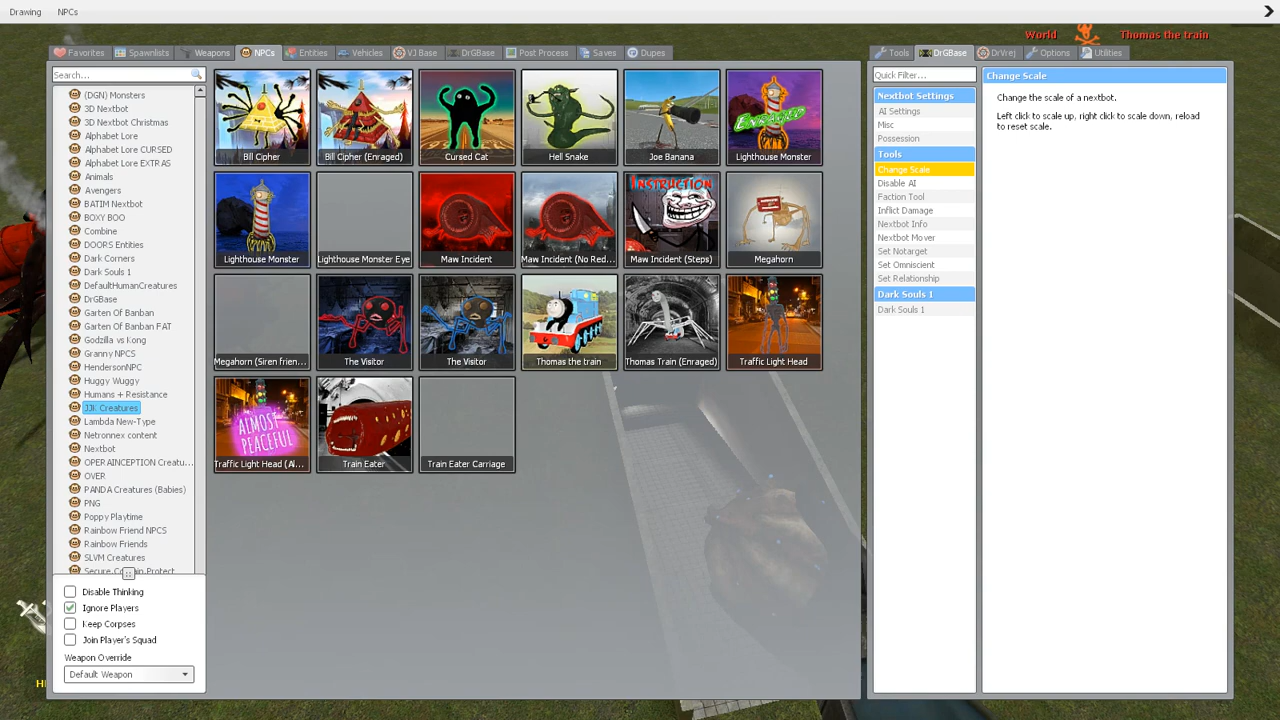 Drawing NPCs
World Thomas the train
Favorites Spawnlists Weapons NPCs Entities Vehicles VJ Base DrGBase Post Process Saves Dupes
Tools DrGBase DrVrej Options Utilities
Search...
(DGN) Monsters
3D Nextbot
3D Nextbot Christmas
Alphabet Lore
Alphabet Lore CURSED
Alphabet Lore EXTRAS
Animals
Avengers
BATIM Nextbot
BOXY BOO
Combine
DOORS Entities
Dark Corners
Dark Souls 1
DefaultHumanCreatures
DrGBase
Garten Of Banban
Garten Of Banban FAT
Godzilla vs Kong
Granny NPCS
HendersonNPC
Huggy Wuggy
Humans + Resistance
JJK Creatures
Lambda New-Type
Netronnex content
Nextbot
OPERAINCEPTION Creatu...
OVER
PANDA Creatures (Babies)
PNG
Poppy Playtime
Rainbow Friend NPCS
Rainbow Friends
SLVM Creatures
Secure Contain Protect
Disable Thinking
Ignore Players
Keep Corpses
Join Player's Squad
Weapon Override
Default Weapon
Bill Cipher
Bill Cipher (Enraged)
Cursed Cat
Hell Snake
Joe Banana
ENRAGED
Lighthouse Monster
Lighthouse Monster
Lighthouse Monster Eye
Maw Incident
Maw Incident (No Red...
INSTRUCTION
Maw Incident (Steps)
Megahorn
Megahorn (Siren frien...
The Visitor
The Visitor
Thomas the train
Thomas Train (Enraged)
Traffic Light Head
ALMOST
PEACEFUL
Traffic Light Head (Al...
Train Eater
Train Eater Carriage
Quick Filter...
Nextbot Settings
AI Settings
Misc
Possession
Tools
Change Scale
Disable AI
Faction Tool
Inflict Damage
Nextbot Info
Nextbot Mover
Set Notarget
Set Omniscient
Set Relationship
Dark Souls 1
Dark Souls 1
Change Scale
Change the scale of a nextbot.
Left click to scale up, right click to scale down, reload
to reset scale.